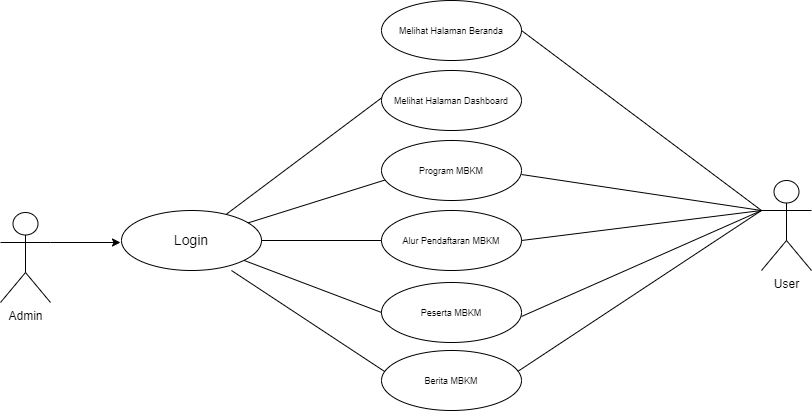 Melihat Halaman Beranda
Melihat Halaman Dashboard
Program MBKM
Login
Alur Pendaftaran MBKM
User
Admin
Peserta MBKM
Berita MBKM